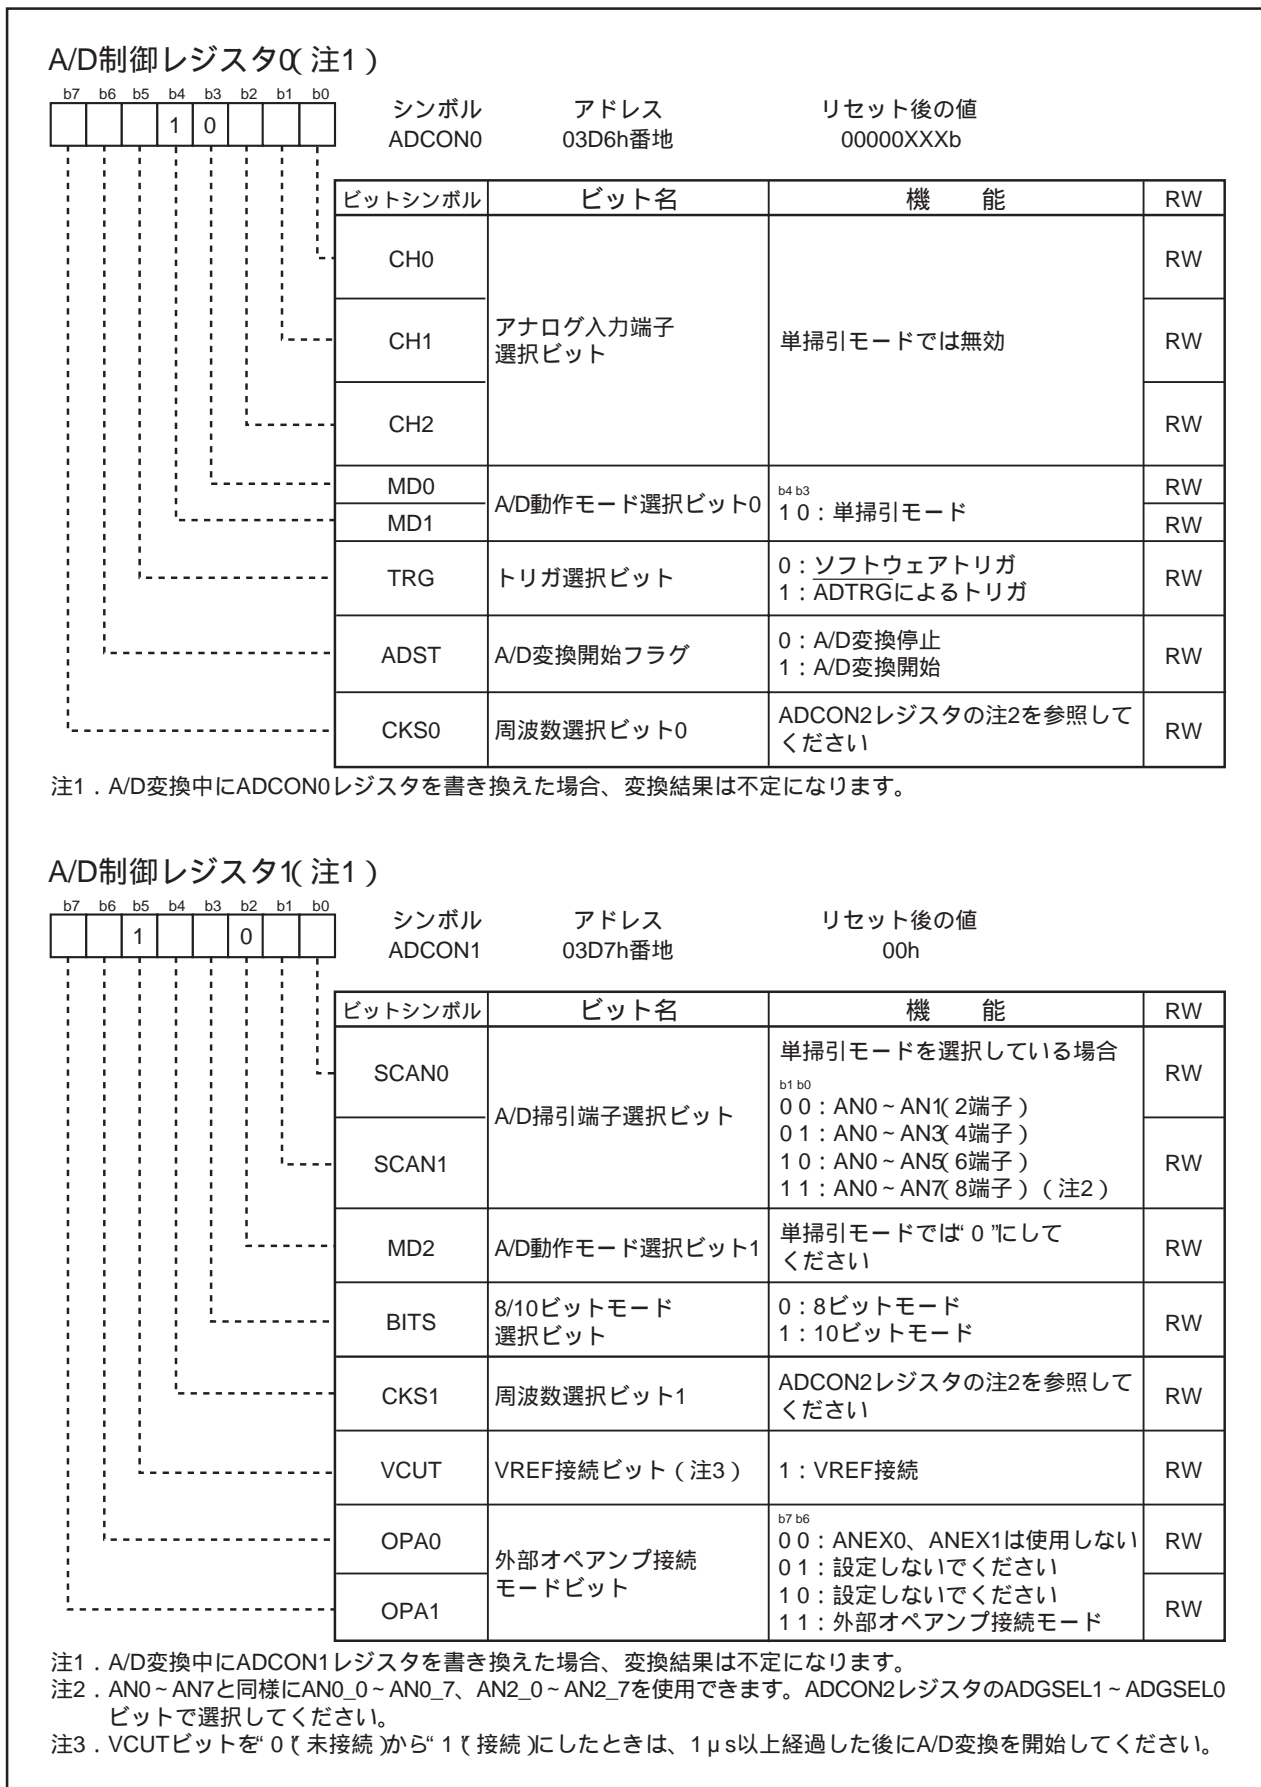 A/D制御レジスタ0(注1)
b7 b6 b5 b4 b3 b2 b1 b0
1 0
シンボル アドレス リセット後の値
ADCON0 03D6h番地 00000XXXb
ビットシンボル ビット名 機 能 RW
CH0 RW
CH1 アナログ入力端子 選択ビット 単掃引モードでは無効 RW
CH2 RW
MD0 RW
A/D動作モード選択ビット0
b4 b3
1 0:単掃引モード
MD1 RW
TRG トリガ選択ビット 0:ソフトウェアトリガ RW
1:ADTRGによるトリガ
ADST A/D変換開始フラグ 0:A/D変換停止 RW
1:A/D変換開始
CKS0 周波数選択ビット0 ADCON2レジスタの注2を参照して RW
ください
注1.A/D変換中にADCON0レジスタを書き換えた場合、変換結果は不定になります。
A/D制御レジスタ1(注1)
b7 b6 b5 b4 b3 b2 b1 b0
1 0
シンボル アドレス リセット後の値
ADCON1 03D7h番地 00h
ビットシンボル ビット名 機 能 RW
SCAN0 RW
A/D掃引端子選択ビット
単掃引モードを選択している場合
b1 b0
0 0:AN0~AN1(2端子)
0 1:AN0~AN3(4端子)
1 0:AN0~AN5(6端子)
1 1:AN0~AN7(8端子)(注2)
SCAN1 RW
MD2 A/D動作モード選択ビット1 単掃引モードでは“0”にして RW
ください
BITS 8/10ビットモード 選択ビット 0:8ビットモード RW
1:10ビットモード
CKS1 周波数選択ビット1 ADCON2レジスタの注2を参照して RW
ください
VCUT VREF接続ビット(注3) 1:VREF接続 RW
OPA0 RW
外部オペアンプ接続
モードビット
b7 b6
0 0:ANEX0、ANEX1は使用しない
0 1:設定しないでください
1 0:設定しないでください
1 1:外部オペアンプ接続モード
OPA1 RW
注1.A/D変換中にADCON1レジスタを書き換えた場合、変換結果は不定になります。
注2.AN0~AN7と同様にAN0_0~AN0_7、AN2_0~AN2_7を使用できます。ADCON2レジスタのADGSEL1~ADGSEL0
ビットで選択してください。
注3.VCUTビットを“0”(未接続)から“1”(接続)にしたときは、1μs以上経過した後にA/D変換を開始してください。